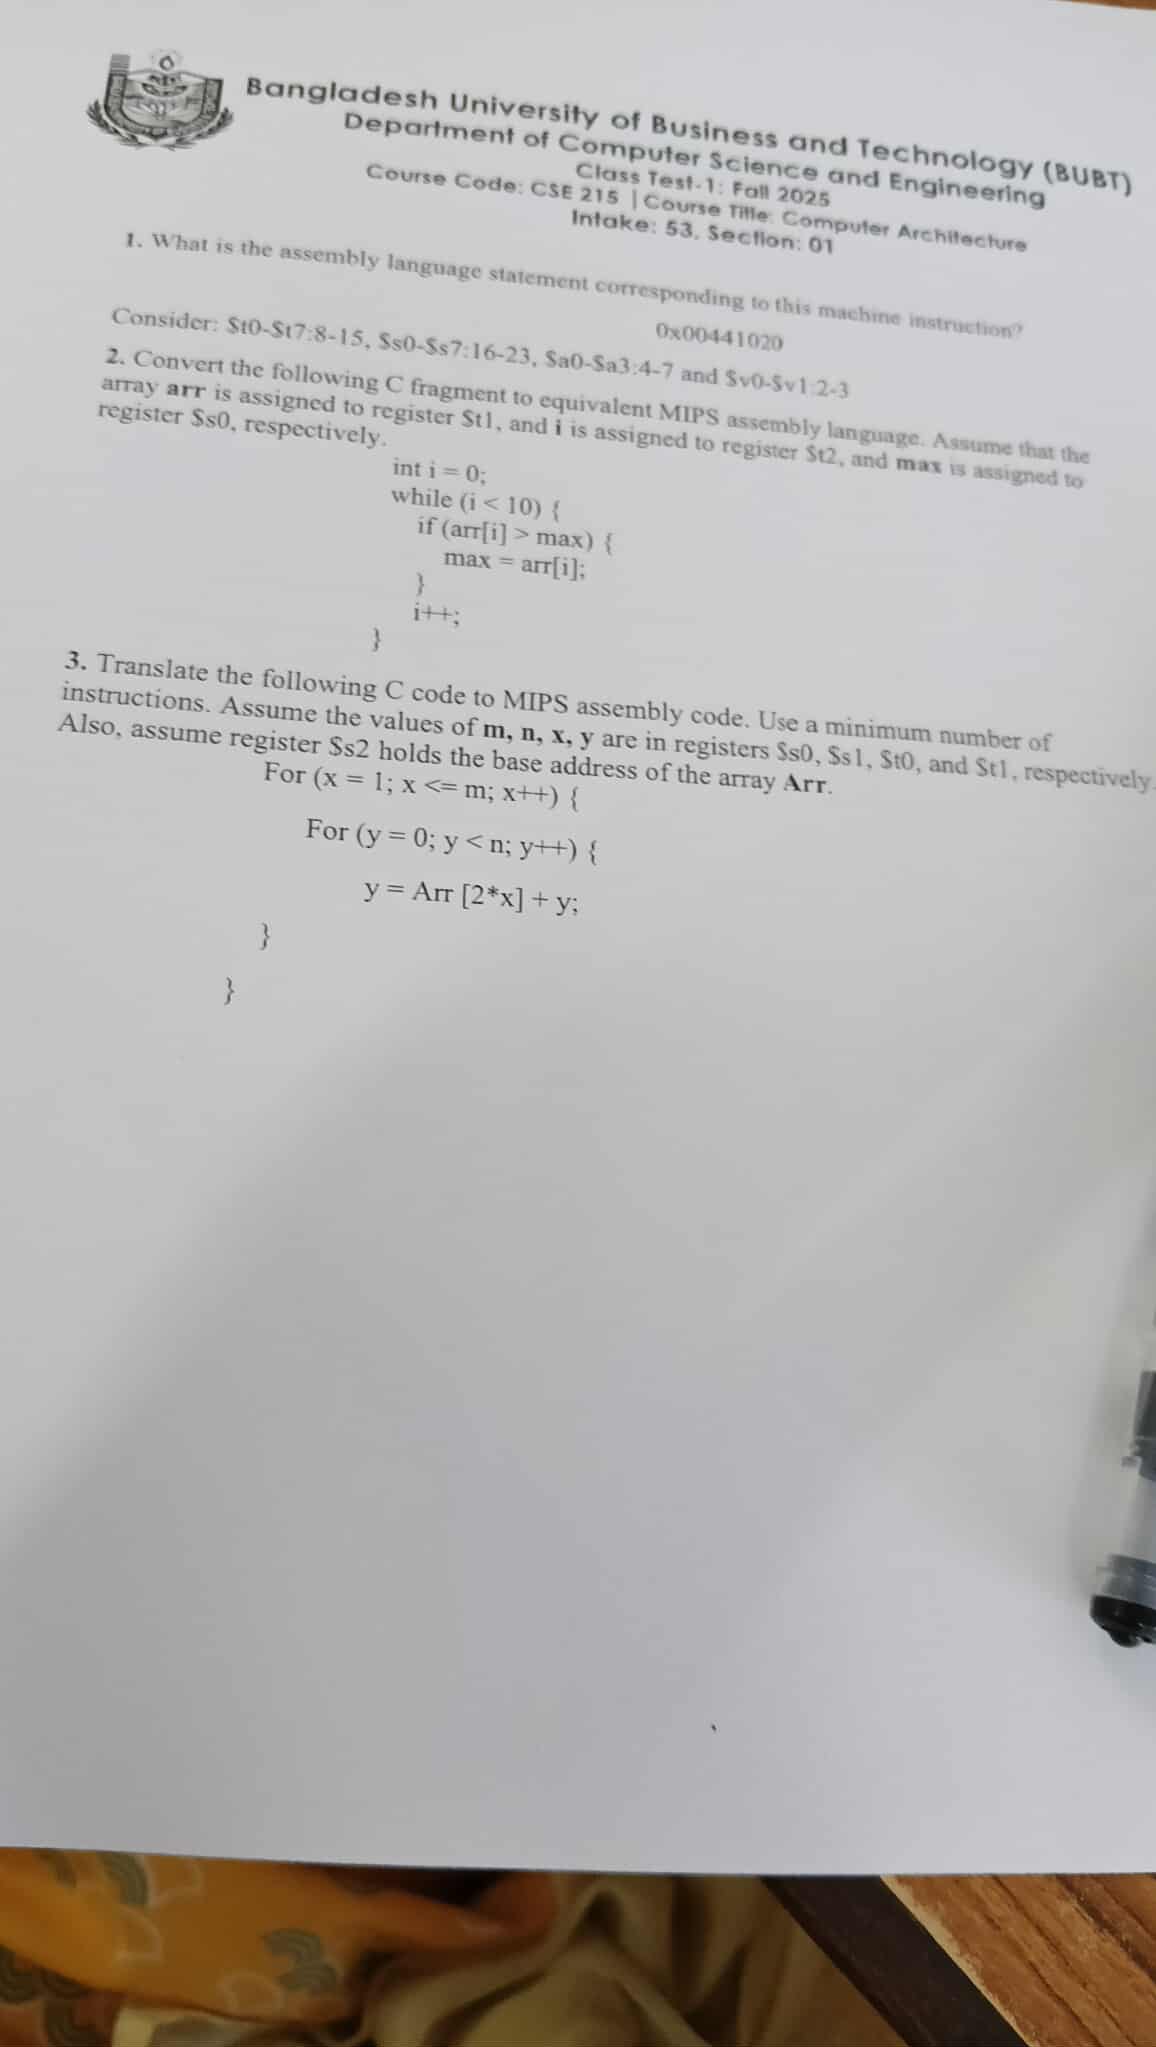 Bangladesh University of Business and Technology (BUBT)
Department of Computer Science and Engineering
Class Test-1: Fall 2025
Course Code: CSE 215 | Course Title: Computer Architecture
Intake: 53, Section: 01
1. What is the assembly language statement corresponding to this machine instruction?
0x00441020
Consider: $t0-$t7:8-15, $s0-$s7:16-23, $a0-$a3:4-7 and $v0-$v1:2-3
2. Convert the following C fragment to equivalent MIPS assembly language. Assume that the
array arr is assigned to register $t1, and i is assigned to register $t2, and max is assigned to
register $s0, respectively.
int i = 0;
while (i < 10) {
if (arr[i] > max) {
max = arr[i];
}
i++;
}
3. Translate the following C code to MIPS assembly code. Use a minimum number of
instructions. Assume the values of m, n, x, y are in registers $s0, $s1, $t0, and $t1, respectively.
Also, assume register $s2 holds the base address of the array Arr.
For (x = 1; x <= m; x++) {
For (y = 0; y < n; y++) {
y = Arr [2*x] + y;
}
}